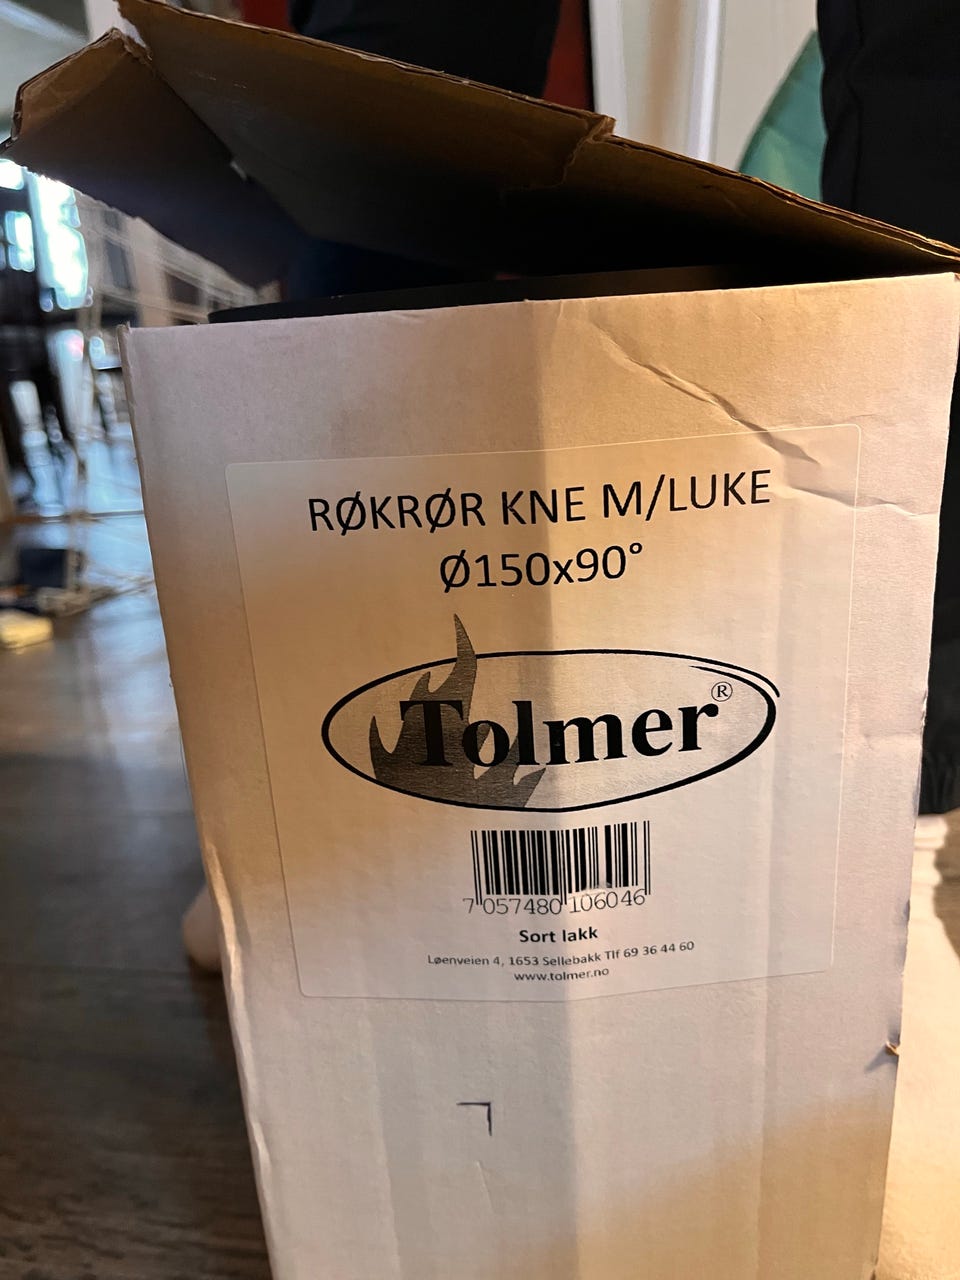 RØKRØR KNE M/LUKE
Ø150x90°
Tolmer®
7 057480 106046
Sort lakk
Løenveien 4, 1653 Sellebakk Tlf 69 36 44 60
www.tolmer.no